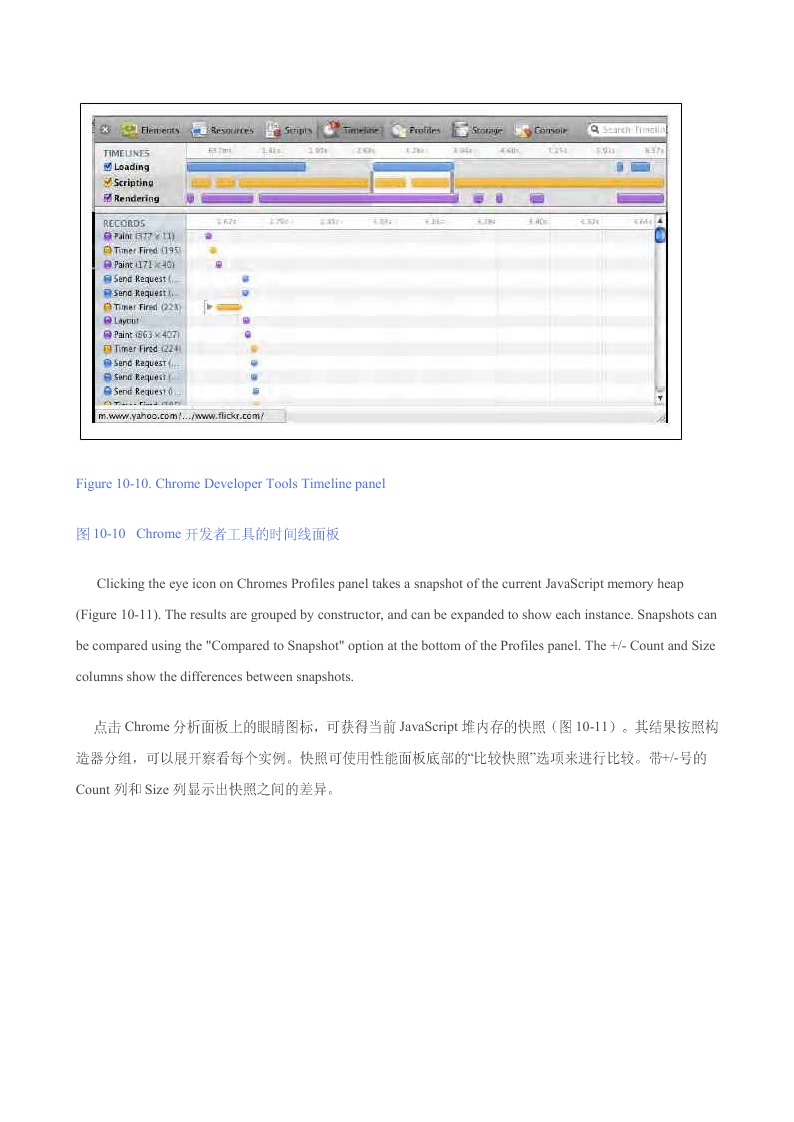 Elements Resources Scripts Timeline Profiles Storage Console Search Timelin
TIMELINES
Loading
Scripting
Rendering
RECORDS
Paint (377 × 11)
Timer Fired (195)
Paint (171 × 40)
Send Request (...
Send Request (...
Timer Fired (223)
Layout
Paint (863 × 407)
Timer Fired (224)
Send Request (...
Send Request (...
Send Request (...
m.www.yahoo.com/.../www.flickr.com/
Figure 10-10. Chrome Developer Tools Timeline panel
图 10-10 Chrome 开发者工具的时间线面板
Clicking the eye icon on Chromes Profiles panel takes a snapshot of the current JavaScript memory heap
(Figure 10-11). The results are grouped by constructor, and can be expanded to show each instance. Snapshots can
be compared using the "Compared to Snapshot" option at the bottom of the Profiles panel. The +/- Count and Size
columns show the differences between snapshots.
点击 Chrome 分析面板上的眼睛图标，可获得当前 JavaScript 堆内存的快照（图 10-11）。其结果按照构
造器分组，可以展开察看每个实例。快照可使用性能面板底部的“比较快照”选项来进行比较。带+/-号的
Count 列和 Size 列显示出快照之间的差异。